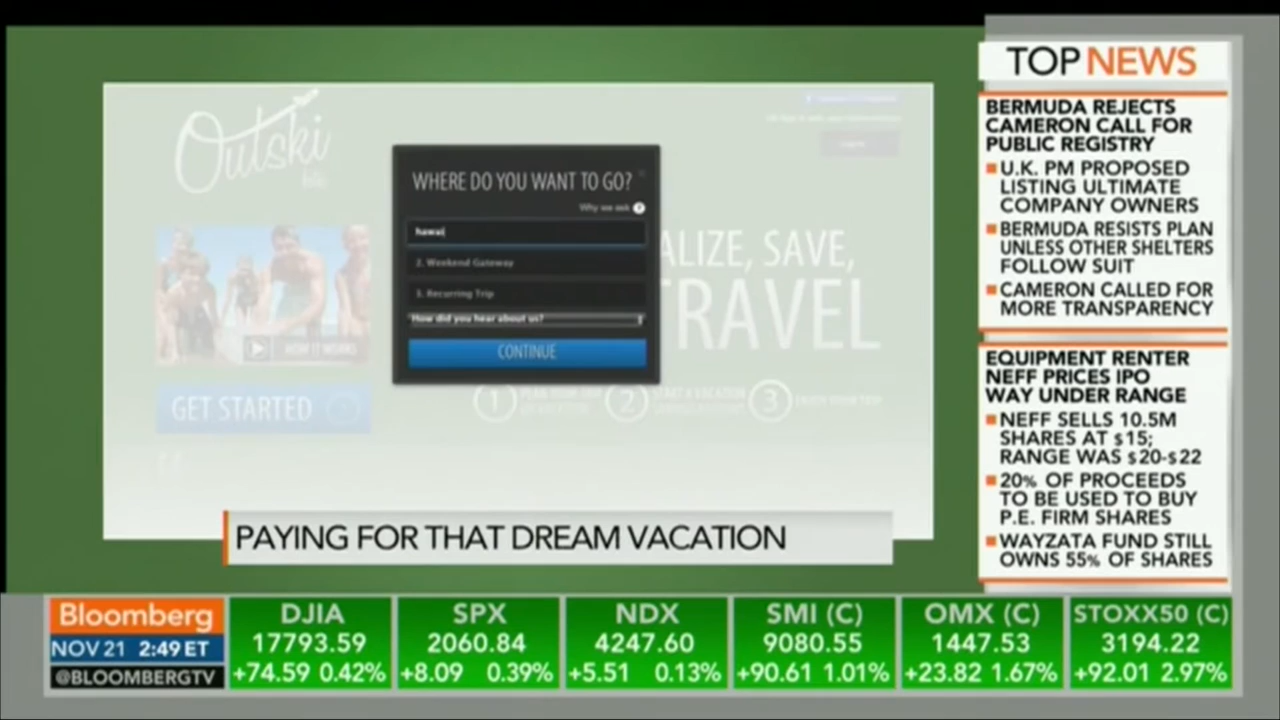 Outski
WHERE DO YOU WANT TO GO?
Why we ask ?
hawai
2. Weekend Gateway
3. Recurring Trip
How did you hear about us?
CONTINUE
ALIZE, SAVE,
TRAVEL
HOW IT WORKS
GET STARTED
1
2
3
PAYING FOR THAT DREAM VACATION
TOP NEWS
BERMUDA REJECTS
CAMERON CALL FOR
PUBLIC REGISTRY
U.K. PM PROPOSED
LISTING ULTIMATE
COMPANY OWNERS
BERMUDA RESISTS PLAN
UNLESS OTHER SHELTERS
FOLLOW SUIT
CAMERON CALLED FOR
MORE TRANSPARENCY
EQUIPMENT RENTER
NEFF PRICES IPO
WAY UNDER RANGE
NEFF SELLS 10.5M
SHARES AT $15;
RANGE WAS $20-$22
20% OF PROCEEDS
TO BE USED TO BUY
P.E. FIRM SHARES
WAYZATA FUND STILL
OWNS 55% OF SHARES
Bloomberg
NOV 21 2:49 ET
@BLOOMBERGTV
DJIA
17793.59
+74.59 0.42%
SPX
2060.84
+8.09 0.39%
NDX
4247.60
+5.51 0.13%
SMI (C)
9080.55
+90.61 1.01%
OMX (C)
1447.53
+23.82 1.67%
STOXX50 (C)
3194.22
+92.01 2.97%